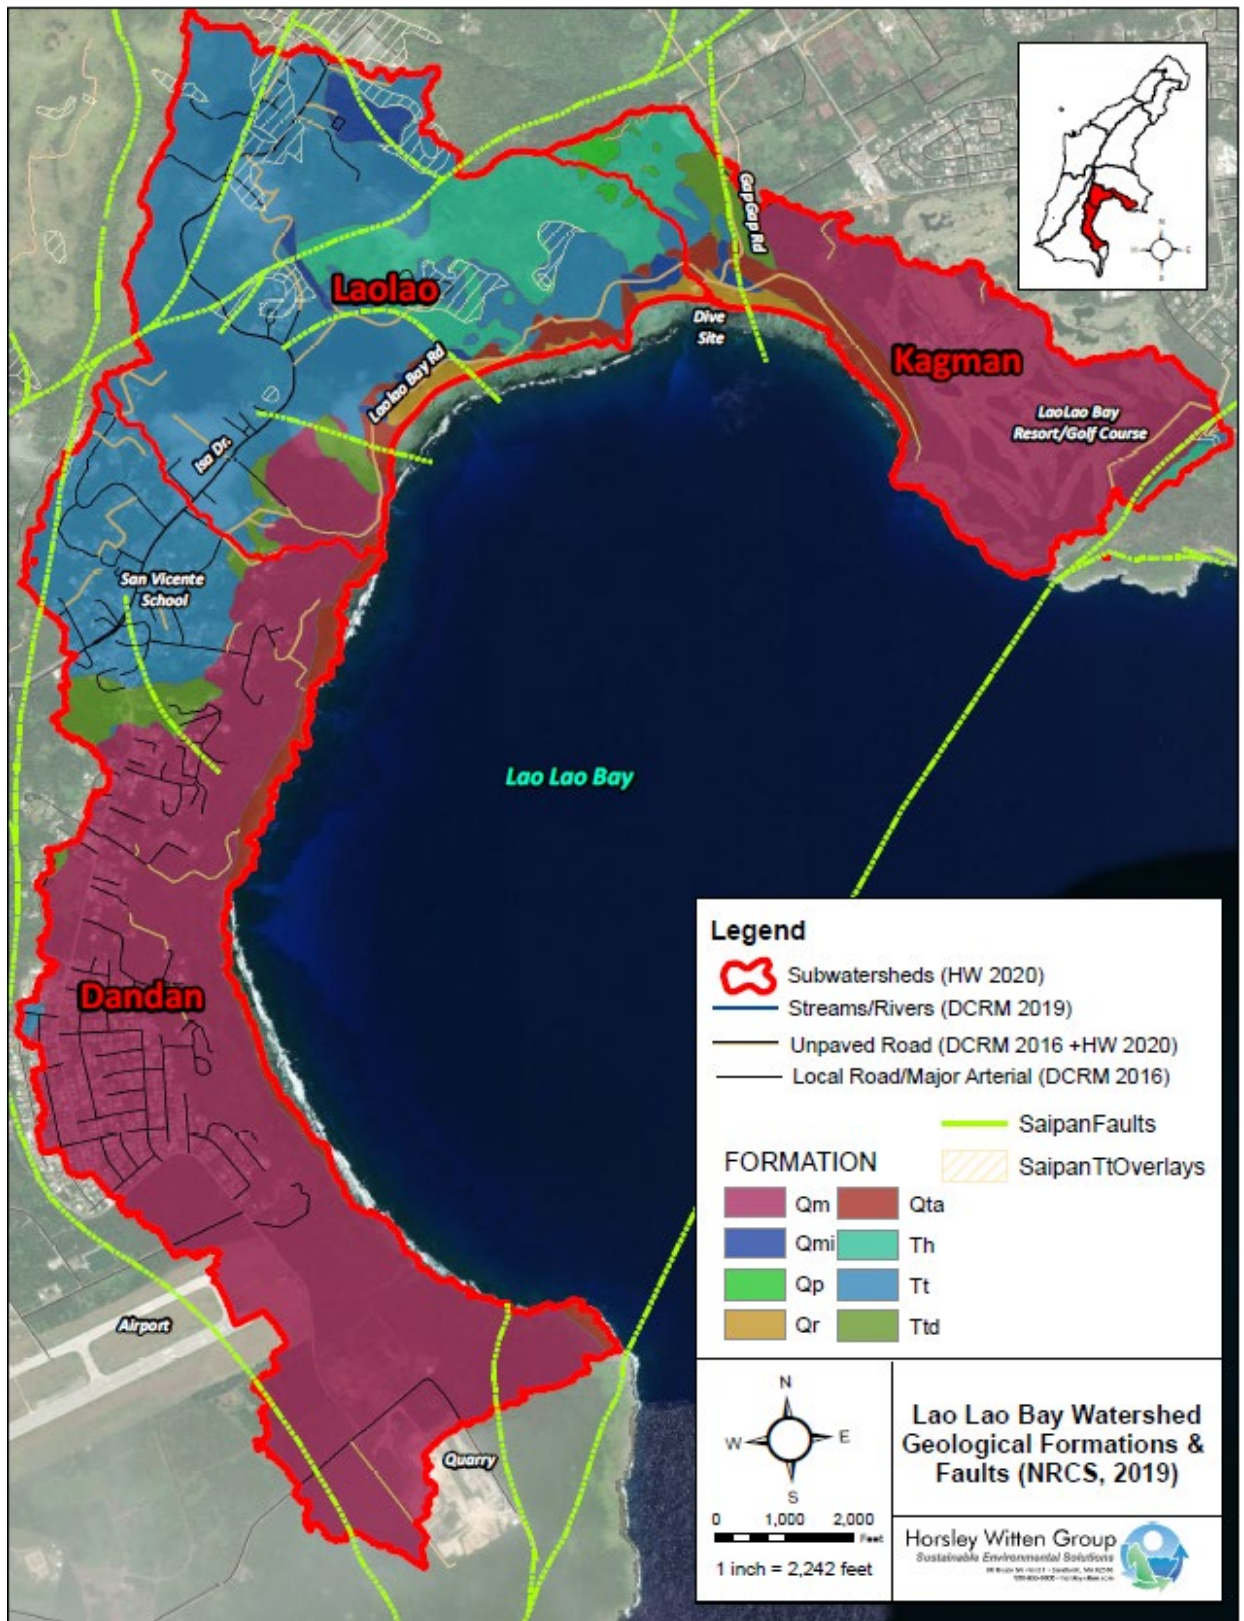 N
W
E
S
Gap Gap Rd
Laolao
Dive
Site
Kagman
Laolao Bay Rd
LaoLao Bay
Resort/Golf Course
Isa Dr.
San Vicente
School
Lao Lao Bay
Dandan
Airport
Quarry
Legend
Subwatersheds (HW 2020)
Streams/Rivers (DCRM 2019)
Unpaved Road (DCRM 2016 +HW 2020)
Local Road/Major Arterial (DCRM 2016)
SaipanFaults
SaipanTtOverlays
FORMATION
Qm
Qta
Qmi
Th
Qp
Tt
Qr
Ttd
N
W
E
S
0 1,000 2,000
Feet
1 inch = 2,242 feet
Lao Lao Bay Watershed
Geological Formations &
Faults (NRCS, 2019)
Horsley Witten Group
Sustainable Environmental Solutions